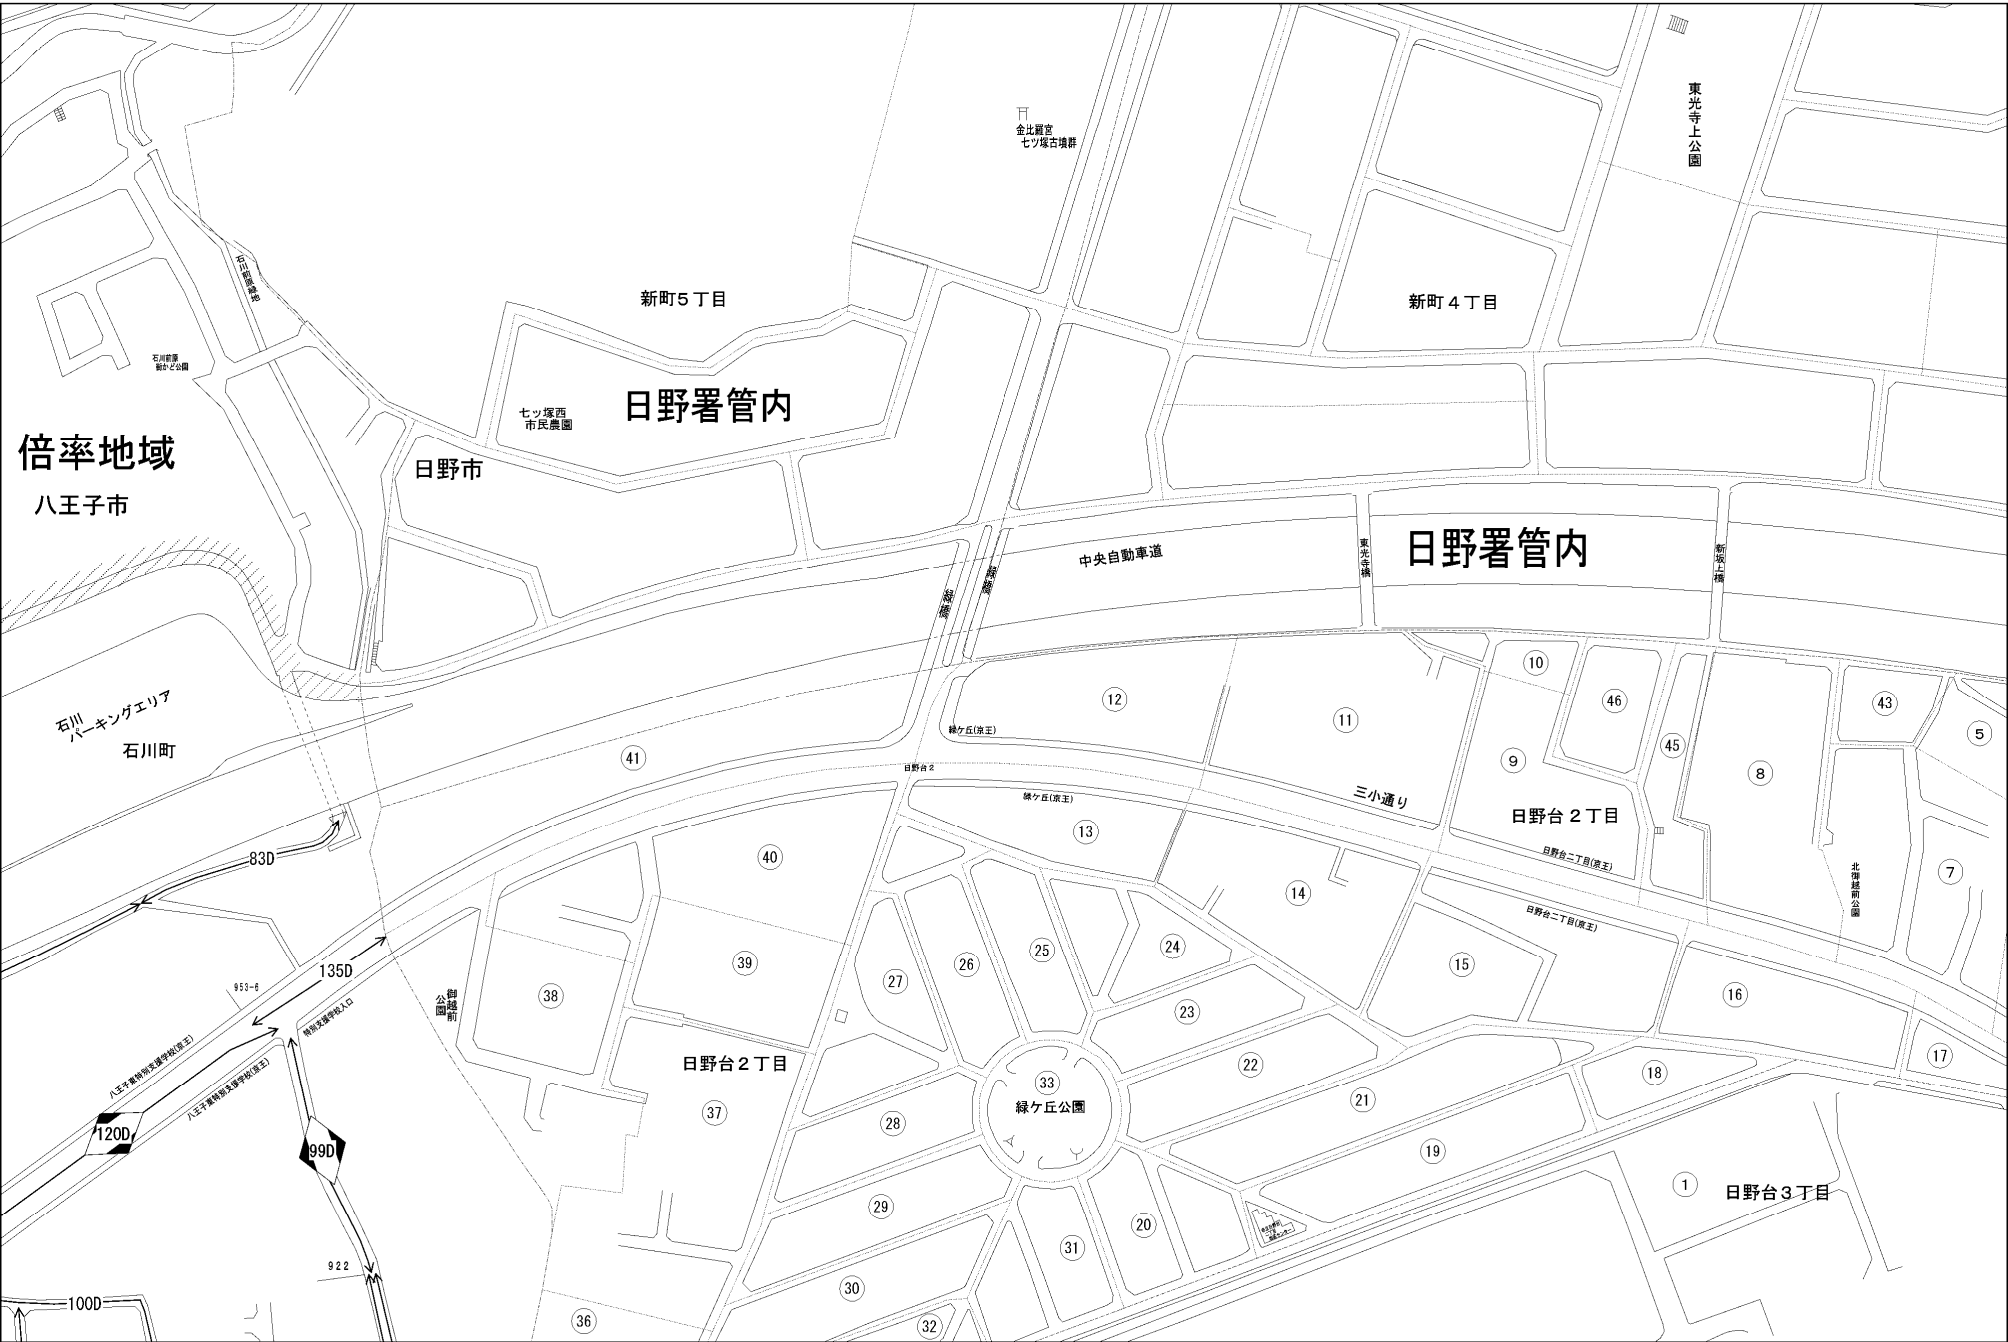 東光寺上公園
金比羅宮
七ツ塚古墳群
石川前原緑地
新町5丁目
新町4丁目
石川前原
街かど公園
七ッ塚西
市民農園
日野署管内
倍率地域
日野市
八王子市
中央自動車道
東光寺橋
日野署管内
新坂上橋
緑橋
緑橋
石川
パーキングエリア
石川町
41
12
緑ケ丘(京王)
11
10
46
45
9
8
43
5
日野台2
三小通り
日野台2丁目
緑ケ丘(京王)
13
日野台二丁目(京王)
83D
40
14
7
北御越前公園
日野台二丁目(京王)
24
25
26
39
15
135D
27
38
953-6
御越前
公園
特別支援学校入口
23
16
17
八王子東特別支援学校(京王)
八王子東特別支援学校(京王)
日野台2丁目
22
18
33
緑ケ丘公園
21
37
28
120D
99D
19
1
日野台3丁目
29
20
31
922
30
100D
36
32